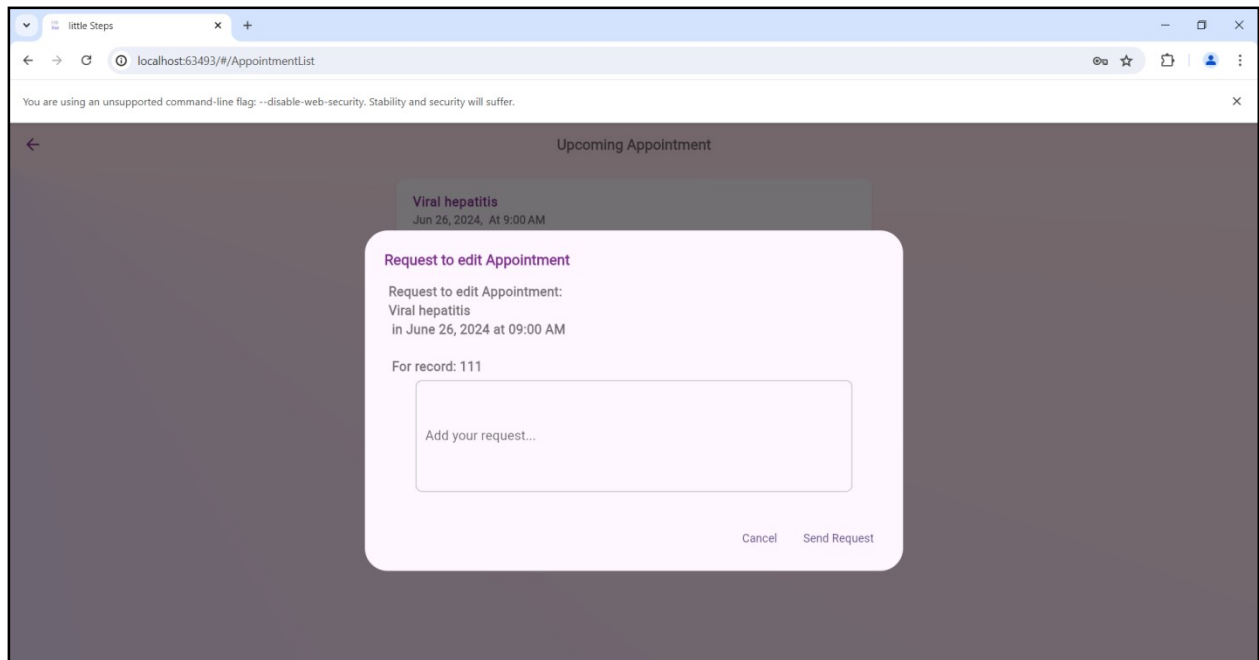 little Steps
localhost:63493/#/AppointmentList
You are using an unsupported command-line flag: --disable-web-security. Stability and security will suffer.
Upcoming Appointment
Viral hepatitis
Jun 26, 2024, At 9:00 AM
Request to edit Appointment
Request to edit Appointment:
Viral hepatitis
in June 26, 2024 at 09:00 AM
For record: 111
Add your request...
Cancel Send Request